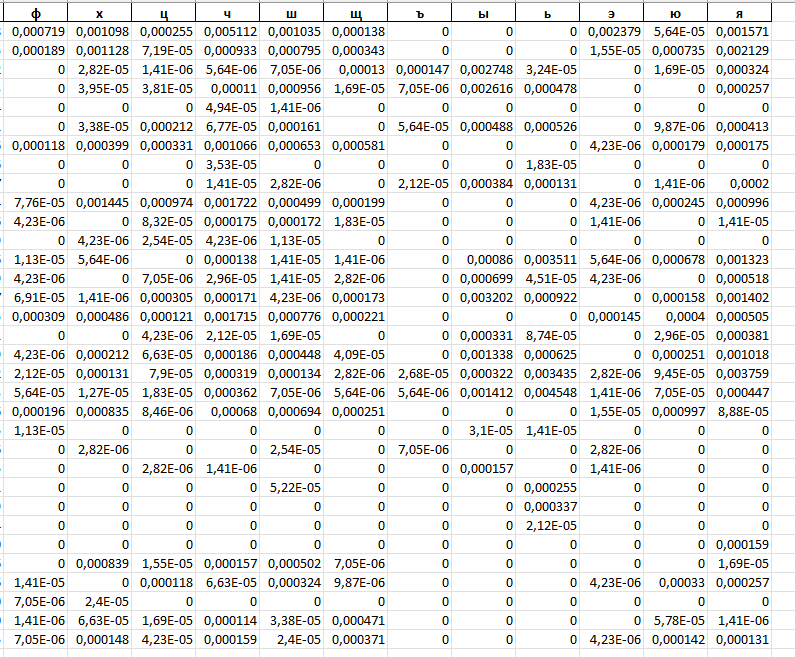 ф х ц ч ш щ ъ ы ь э ю я
0,000719 0,001098 0,000255 0,005112 0,001035 0,000138 0 0 0 0,002379 5,64E-05 0,001571
0,000189 0,001128 7,19E-05 0,000933 0,000795 0,000343 0 0 0 1,55E-05 0,000735 0,002129
0 2,82E-05 1,41E-06 5,64E-06 7,05E-06 0,00013 0,000147 0,002748 3,24E-05 0 1,69E-05 0,000324
0 3,95E-05 3,81E-05 0,00011 0,000956 1,69E-05 7,05E-06 0,002616 0,000478 0 0 0,000257
0 0 0 4,94E-05 1,41E-06 0 0 0 0 0 0 0
0 3,38E-05 0,000212 6,77E-05 0,000161 0 5,64E-05 0,000488 0,000526 0 9,87E-06 0,000413
0,000118 0,000399 0,000331 0,001066 0,000653 0,000581 0 0 0 4,23E-06 0,000179 0,000175
0 0 0 3,53E-05 0 0 0 0 1,83E-05 0 0 0
0 0 0 1,41E-05 2,82E-06 0 2,12E-05 0,000384 0,000131 0 1,41E-06 0,0002
7,76E-05 0,001445 0,000974 0,001722 0,000499 0,000199 0 0 0 4,23E-06 0,000245 0,000996
4,23E-06 0 8,32E-05 0,000175 0,000172 1,83E-05 0 0 0 1,41E-06 0 1,41E-05
0 4,23E-06 2,54E-05 4,23E-06 1,13E-05 0 0 0 0 0 0 0
1,13E-05 5,64E-06 0 0,000138 1,41E-05 1,41E-06 0 0,00086 0,003511 5,64E-06 0,000678 0,001323
4,23E-06 0 7,05E-06 2,96E-05 1,41E-05 2,82E-06 0 0,000699 4,51E-05 4,23E-06 0 0,000518
6,91E-05 1,41E-06 0,000305 0,000171 4,23E-06 0,000173 0 0,003202 0,000922 0 0,000158 0,001402
0,000309 0,000486 0,000121 0,001715 0,000776 0,000221 0 0 0 0,000145 0,0004 0,000505
0 0 4,23E-06 2,12E-05 1,69E-05 0 0 0,000331 8,74E-05 0 2,96E-05 0,000381
4,23E-06 0,000212 6,63E-05 0,000186 0,000448 4,09E-05 0 0,001338 0,000625 0 0,000251 0,001018
2,12E-05 0,000131 7,9E-05 0,000319 0,000134 2,82E-06 2,68E-05 0,000322 0,003435 2,82E-06 9,45E-05 0,003759
5,64E-05 1,27E-05 1,83E-05 0,000362 7,05E-06 5,64E-06 5,64E-06 0,001412 0,004548 1,41E-06 7,05E-05 0,000447
0,000196 0,000835 8,46E-06 0,00068 0,000694 0,000251 0 0 0 1,55E-05 0,000997 8,88E-05
1,13E-05 0 0 0 0 0 0 3,1E-05 1,41E-05 0 0 0
0 2,82E-06 0 0 2,54E-05 0 7,05E-06 0 0 2,82E-06 0 0
0 0 2,82E-06 1,41E-06 0 0 0 0,000157 0 1,41E-06 0 0
0 0 0 0 5,22E-05 0 0 0 0,000255 0 0 0
0 0 0 0 0 0 0 0 0,000337 0 0 0
0 0 0 0 0 0 0 0 2,12E-05 0 0 0
0 0 0 0 0 0 0 0 0 0 0 0,000159
0 0,000839 1,55E-05 0,000157 0,000502 7,05E-06 0 0 0 0 0 1,69E-05
1,41E-05 0 0,000118 6,63E-05 0,000324 9,87E-06 0 0 0 4,23E-06 0,00033 0,000257
7,05E-06 2,4E-05 0 0 0 0 0 0 0 0 0 0
1,41E-06 6,63E-05 1,69E-05 0,000114 3,38E-05 0,000471 0 0 0 0 5,78E-05 1,41E-06
7,05E-06 0,000148 4,23E-05 0,000159 2,4E-05 0,000371 0 0 0 4,23E-06 0,000142 0,000131